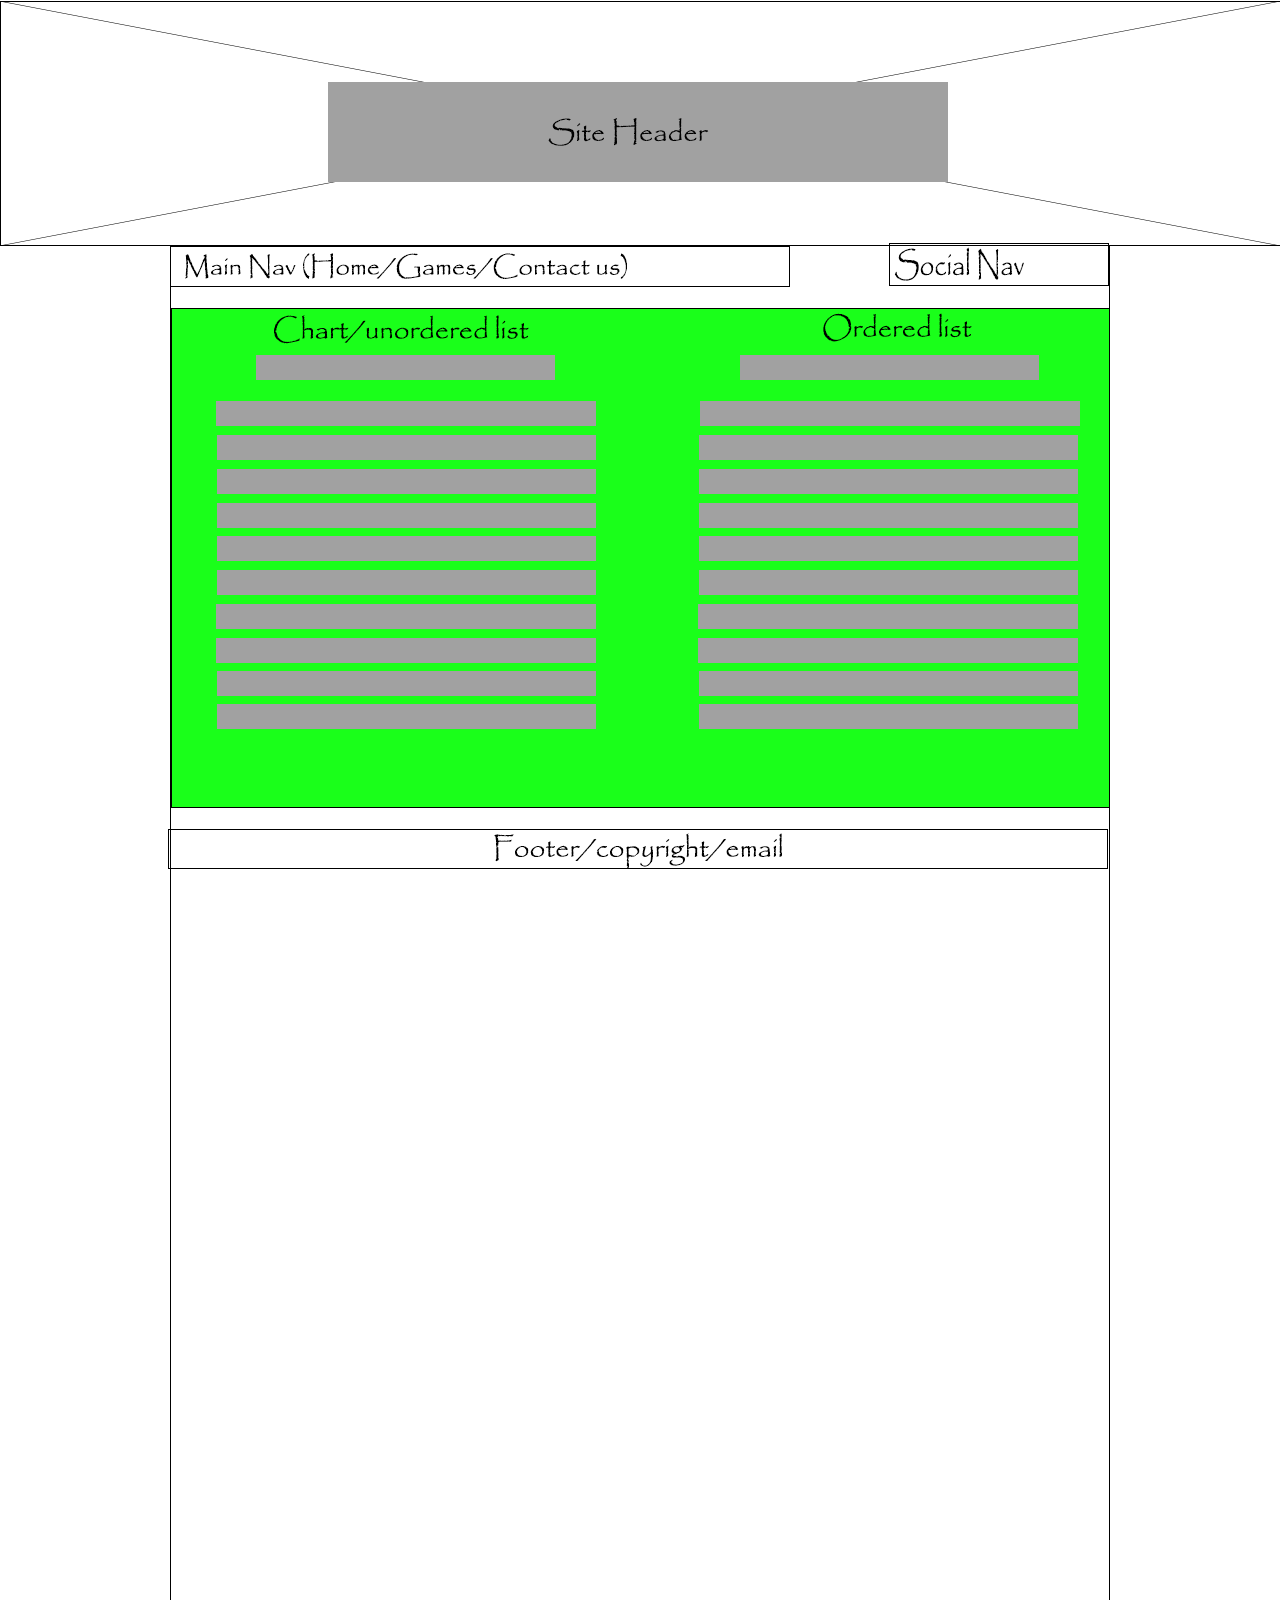 Site Header
Main Nav (Home/Games/Contact us)
Social Nav
Chart/unordered list
Ordered list
Footer/copyright/email